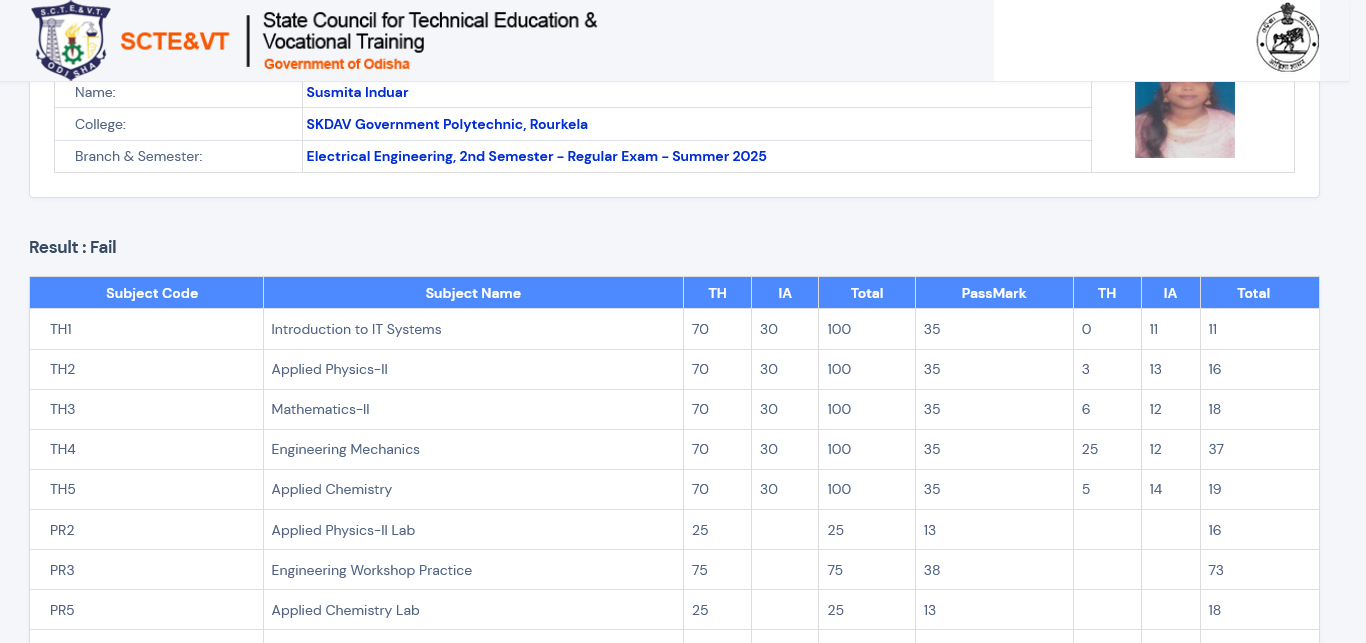 S.C.T.E.&V.T.
ODISHA
SCTE&VT
State Council for Technical Education &
Vocational Training
Government of Odisha
Name: Susmita Induar
College: SKDAV Government Polytechnic, Rourkela
Branch & Semester: Electrical Engineering, 2nd Semester - Regular Exam - Summer 2025
Result : Fail
Subject Code Subject Name TH IA Total PassMark TH IA Total
TH1 Introduction to IT Systems 70 30 100 35 0 11 11
TH2 Applied Physics-II 70 30 100 35 3 13 16
TH3 Mathematics-II 70 30 100 35 6 12 18
TH4 Engineering Mechanics 70 30 100 35 25 12 37
TH5 Applied Chemistry 70 30 100 35 5 14 19
PR2 Applied Physics-II Lab 25 25 13 16
PR3 Engineering Workshop Practice 75 75 38 73
PR5 Applied Chemistry Lab 25 25 13 18